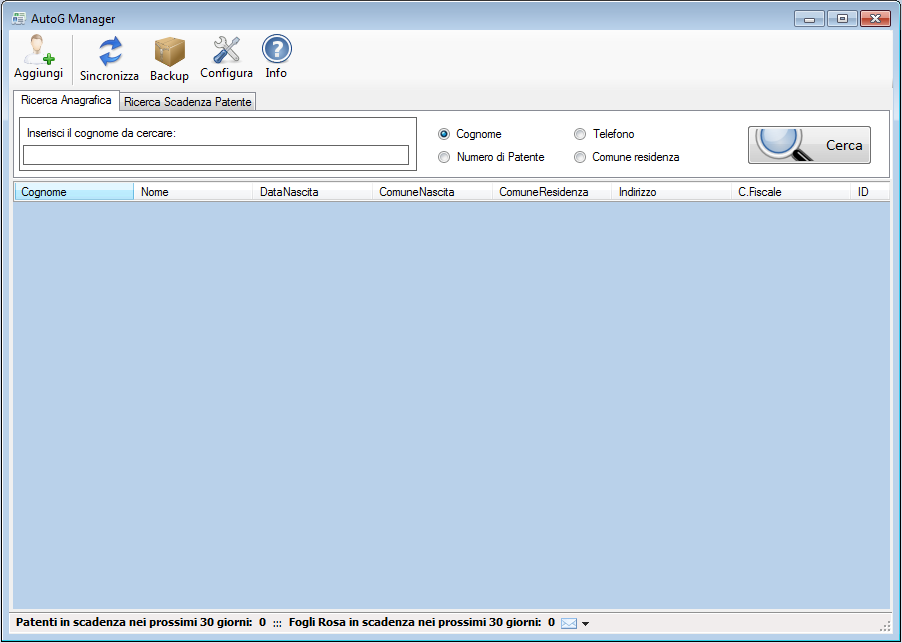 AutoG Manager
Aggiungi Sincronizza Backup Configura Info
Ricerca Anagrafica Ricerca Scadenza Patente
Inserisci il cognome da cercare:
Cognome Telefono
Numero di Patente Comune residenza
Cerca
Cognome Nome DataNascita ComuneNascita ComuneResidenza Indirizzo C.Fiscale ID
Patenti in scadenza nei prossimi 30 giorni: 0 ::: Fogli Rosa in scadenza nei prossimi 30 giorni: 0